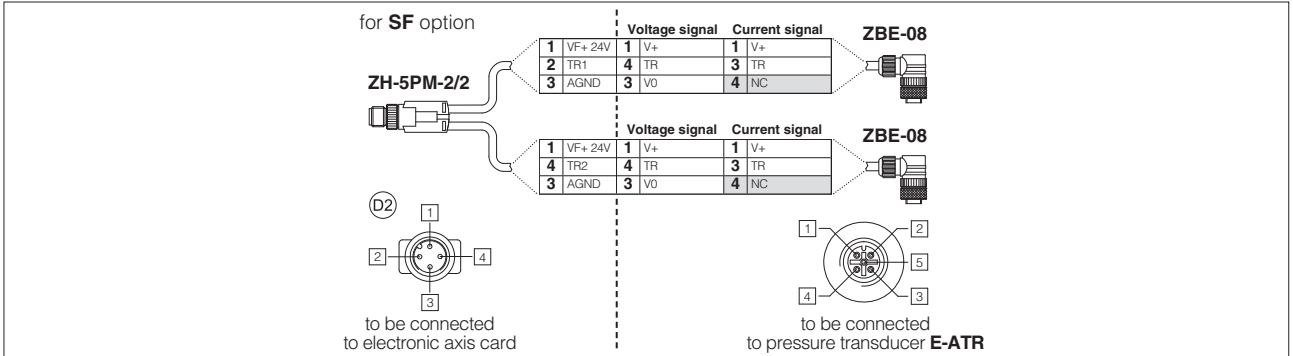 for SF option
Voltage signal Current signal
ZBE-08
1 VF+ 24V 1 V+ 1 V+
2 TR1 4 TR 3 TR
3 AGND 3 V0 4 NC
ZH-5PM-2/2
Voltage signal Current signal
ZBE-08
1 VF+ 24V 1 V+ 1 V+
4 TR2 4 TR 3 TR
3 AGND 3 V0 4 NC
D2
1
2 4
3
to be connected
to electronic axis card
1 2
5
4 3
to be connected
to pressure transducer E-ATR